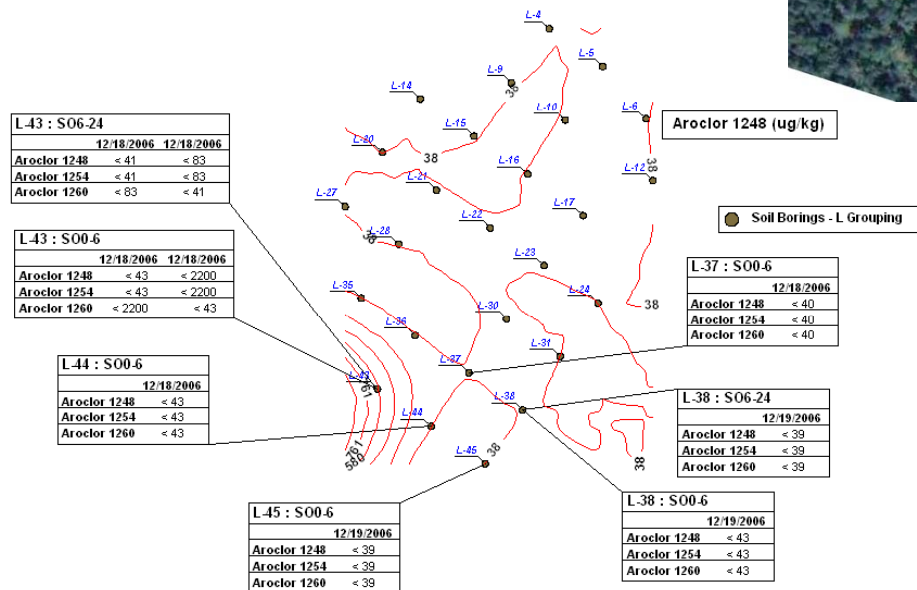 L-4
L-5
L-9
38
L-14
L-10
L-6
L-15
Aroclor 1248 (ug/kg)
L-20
38
38
L-16
L-12
L-21
L-27
L-17
L-22
Soil Borings - L Grouping
38
L-28
L-23
L-35
L-24
38
L-30
L-36
L-31
L-37
L-43
761
L-38
L-44
38
L-45
761
580
38
L-43 : SO6-24
12/18/2006 12/18/2006
Aroclor 1248 < 41 < 83
Aroclor 1254 < 41 < 83
Aroclor 1260 < 83 < 41
L-43 : SO0-6
12/18/2006 12/18/2006
Aroclor 1248 < 43 < 2200
Aroclor 1254 < 43 < 2200
Aroclor 1260 < 2200 < 43
L-44 : SO0-6
12/18/2006
Aroclor 1248 < 43
Aroclor 1254 < 43
Aroclor 1260 < 43
L-37 : SO0-6
12/18/2006
Aroclor 1248 < 40
Aroclor 1254 < 40
Aroclor 1260 < 40
L-38 : SO6-24
12/19/2006
Aroclor 1248 < 39
Aroclor 1254 < 39
Aroclor 1260 < 39
L-45 : SO0-6
12/19/2006
Aroclor 1248 < 39
Aroclor 1254 < 39
Aroclor 1260 < 39
L-38 : SO0-6
12/19/2006
Aroclor 1248 < 43
Aroclor 1254 < 43
Aroclor 1260 < 43